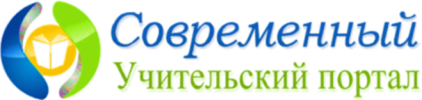 Современный
Учительский портал